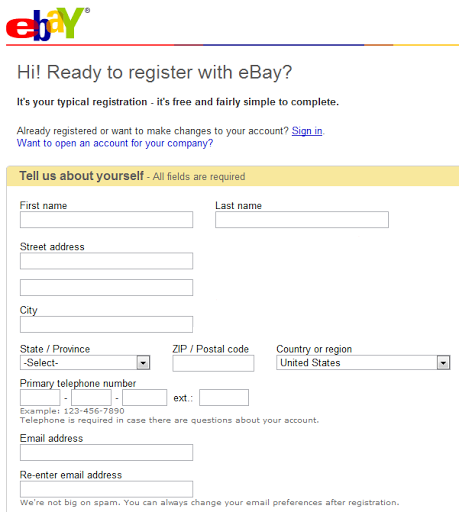 ebaY®
Hi! Ready to register with eBay?
It's your typical registration - it's free and fairly simple to complete.
Already registered or want to make changes to your account? Sign in.
Want to open an account for your company?
Tell us about yourself - All fields are required
First name Last name
Street address
City
State / Province ZIP / Postal code Country or region
-Select- United States
Primary telephone number
- - ext.:
Example: 123-456-7890
Telephone is required in case there are questions about your account.
Email address
Re-enter email address
We're not big on spam. You can always change your email preferences after registration.